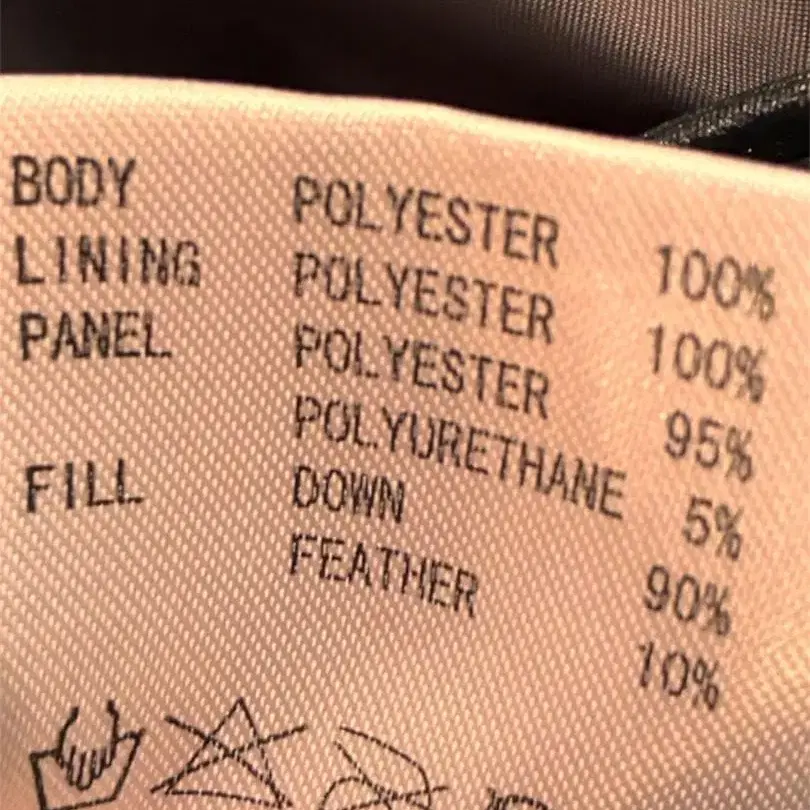 BODY POLYESTER 100%
LINING POLYESTER 100%
PANEL POLYESTER 95%
POLYURETHANE 5%
FILL DOWN 90%
FEATHER 10%